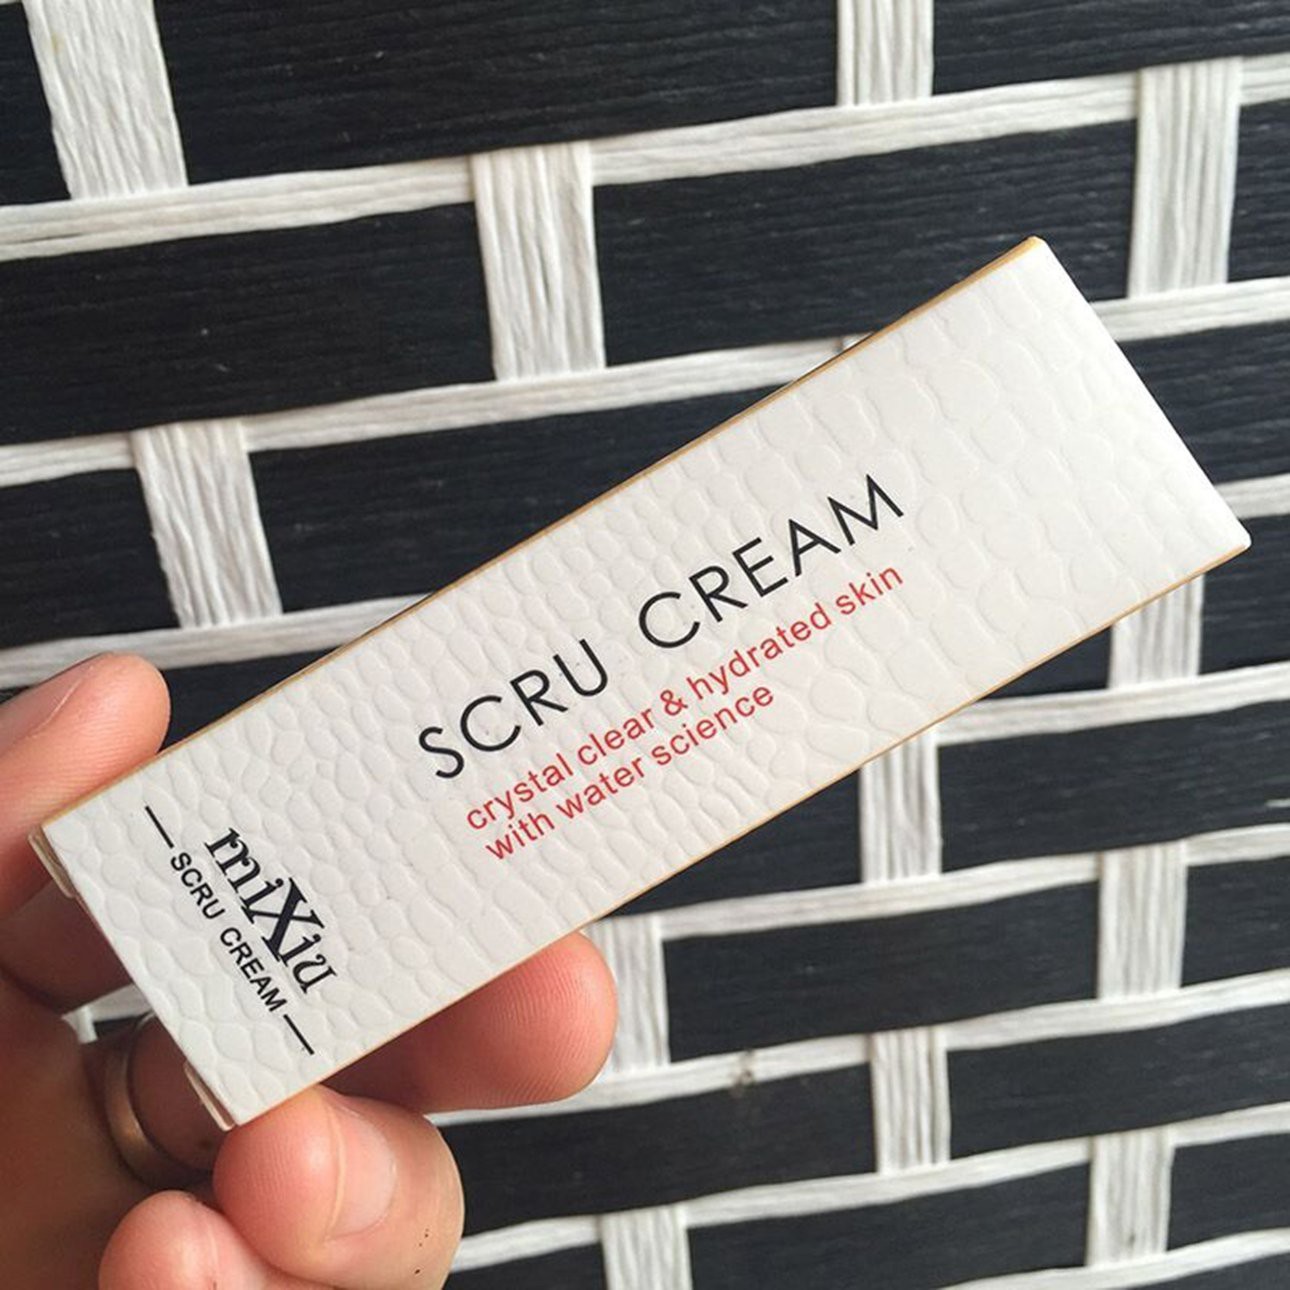 SCRU CREAM
crystal clear & hydrated skin
with water science
miXiu
SCRU CREAM